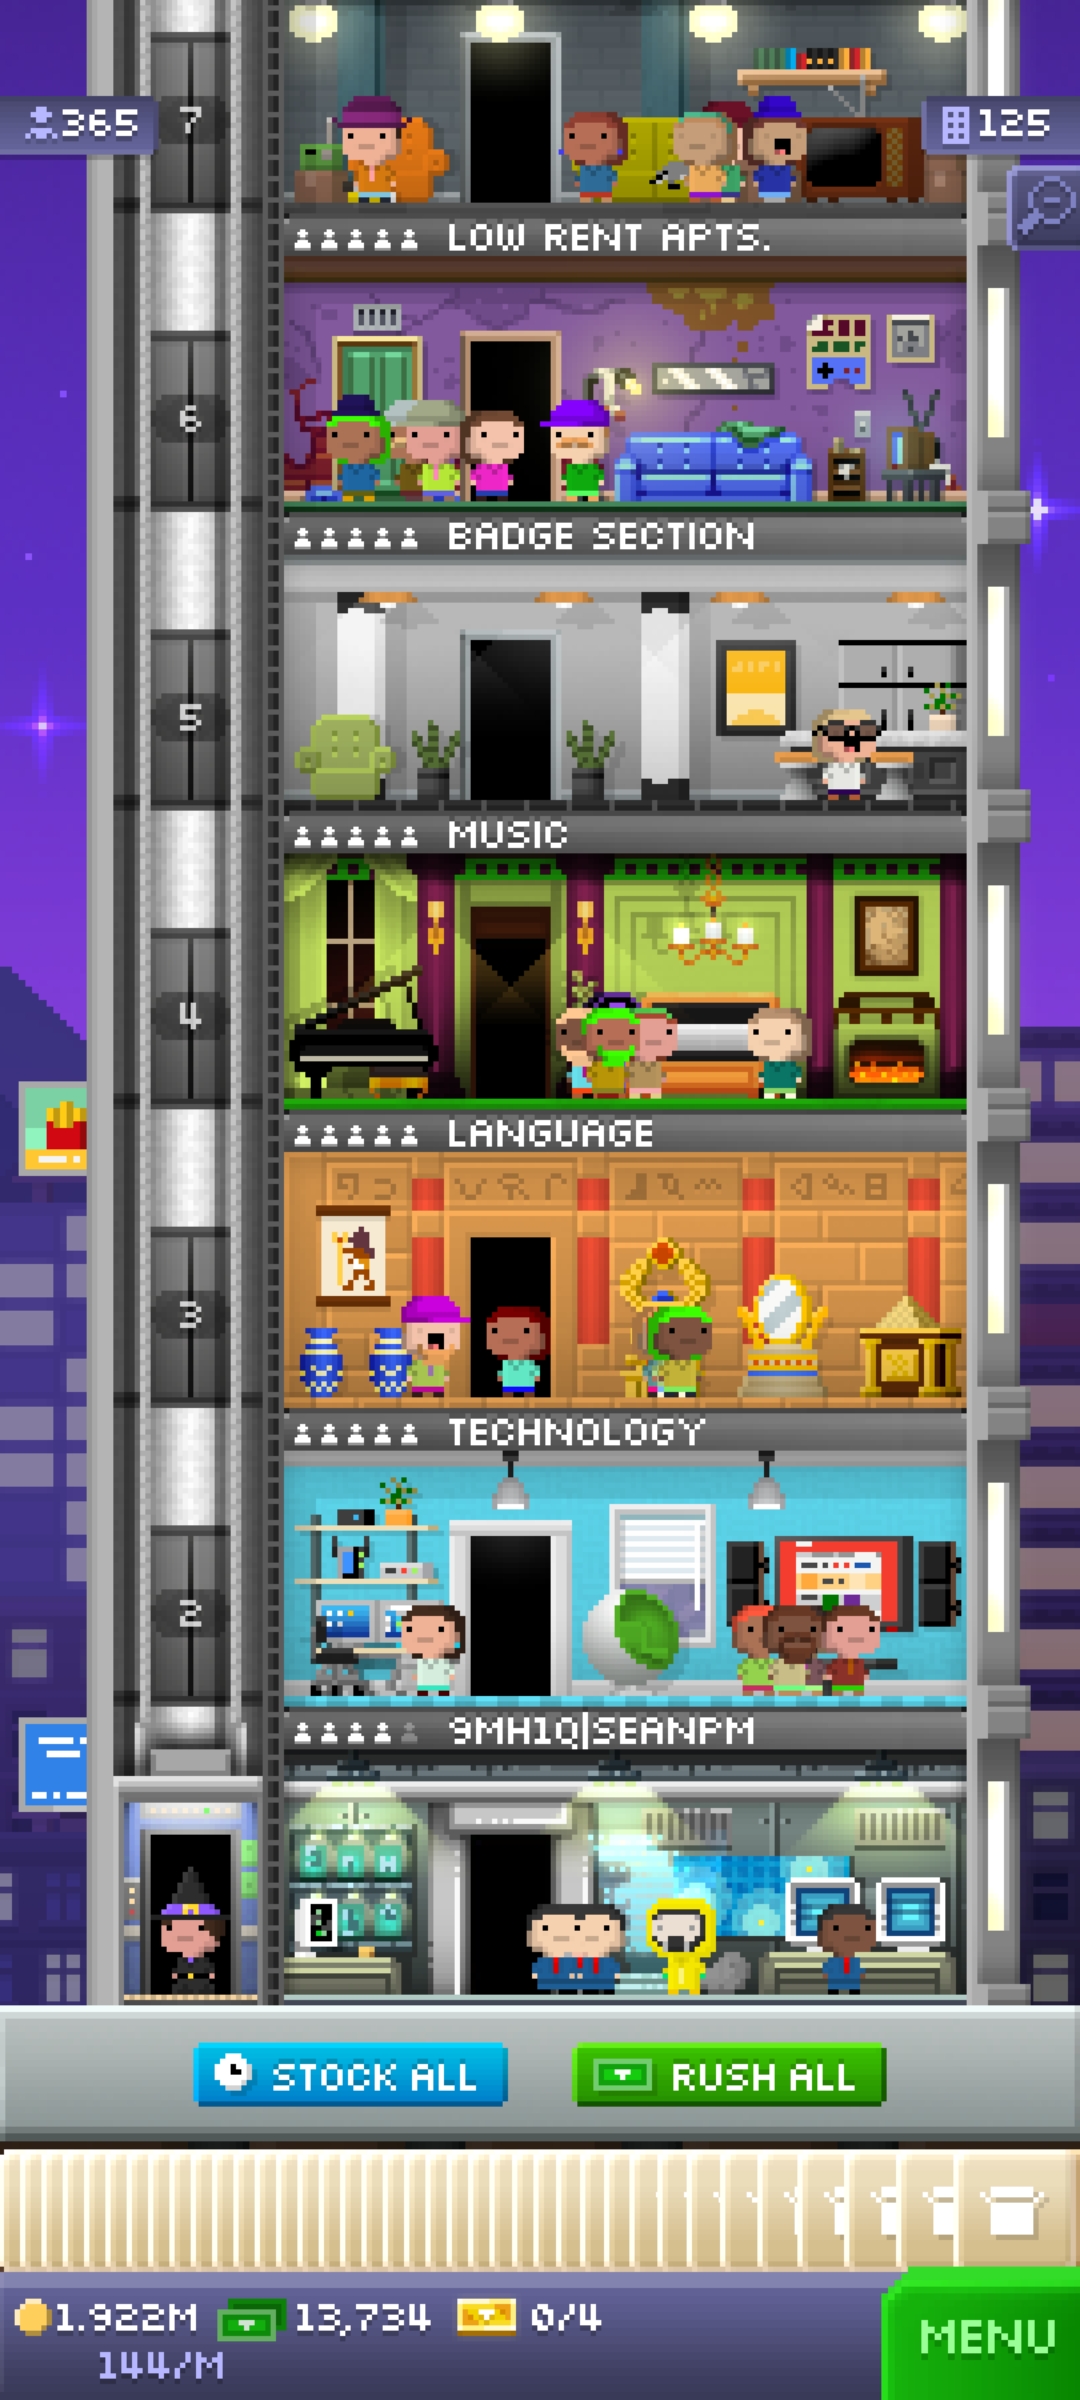 7
365
125
LOW RENT APTS.
6
BADGE SECTION
5
MUSIC
4
LANGUAGE
3
TECHNOLOGY
2
9MH1Q|SEANPM
STOCK ALL
RUSH ALL
1.922M
13,734
0/4
144/M
MENU